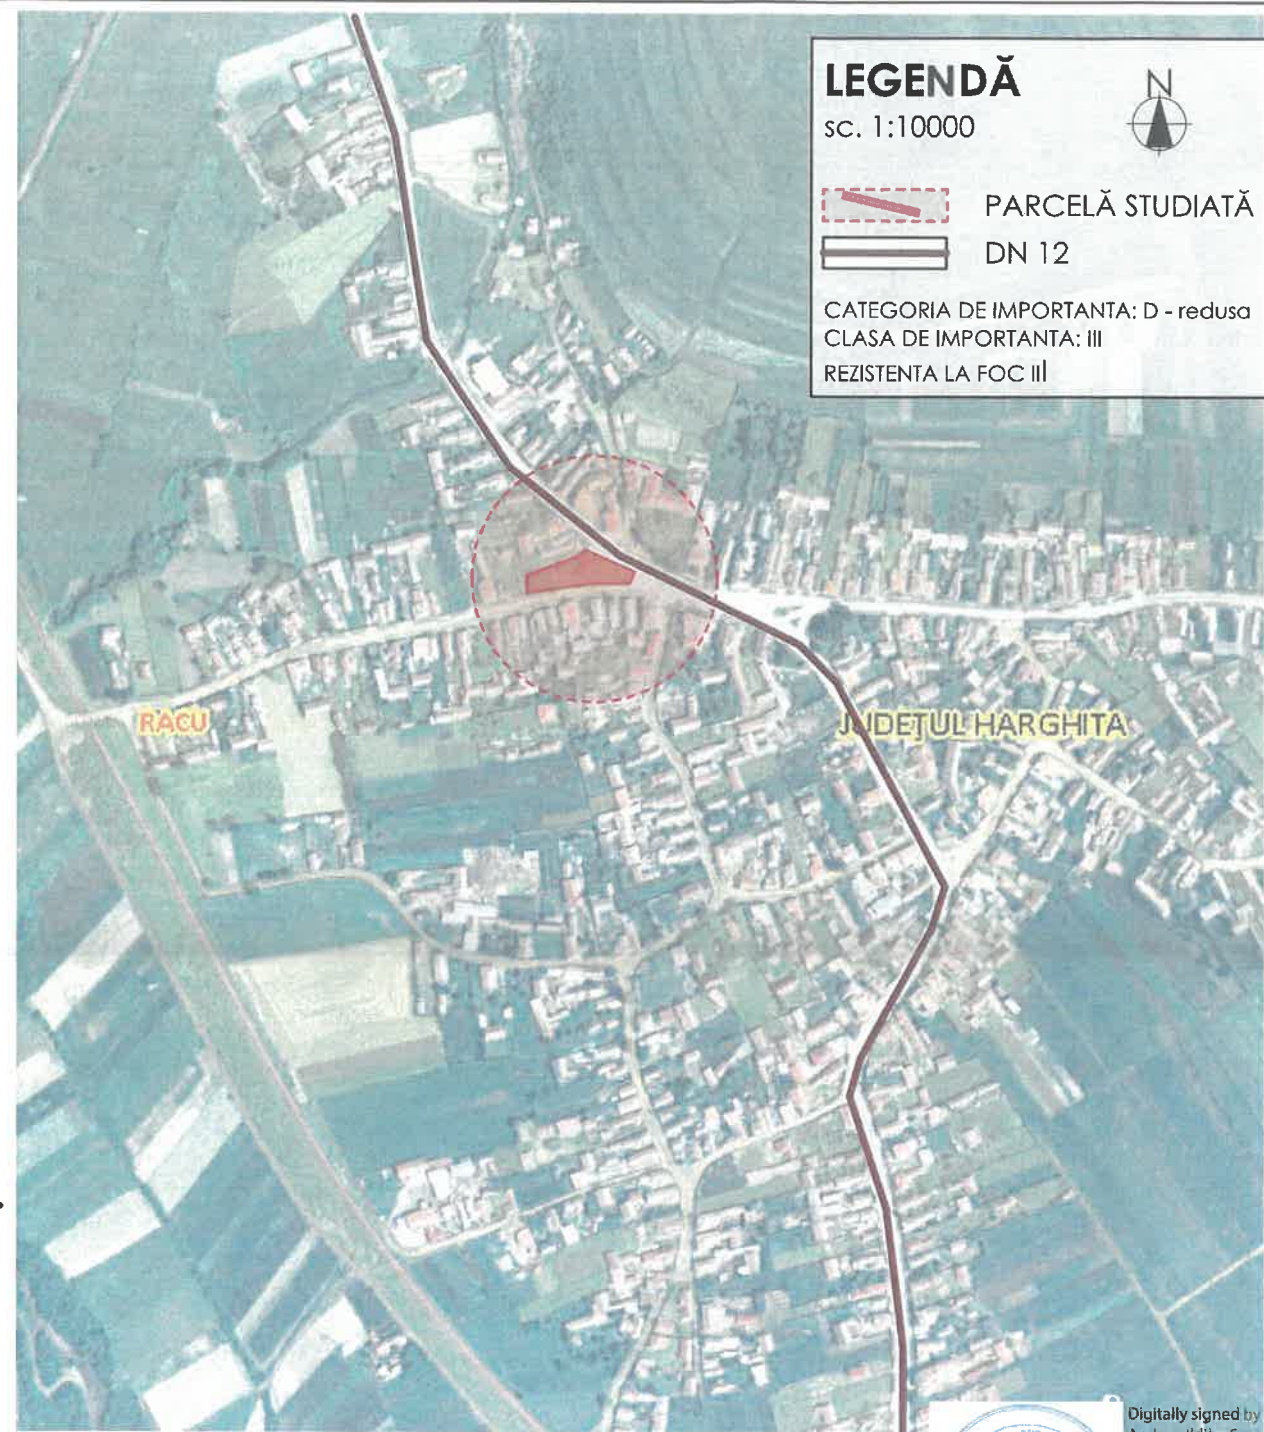 LEGENDĂ
sc. 1:10000
N
PARCELĂ STUDIATĂ
DN 12
CATEGORIA DE IMPORTANTA: D - redusa
CLASA DE IMPORTANTA: III
REZISTENTA LA FOC III
RACU
JUDEŢUL HARGHITA
Digitally signed by